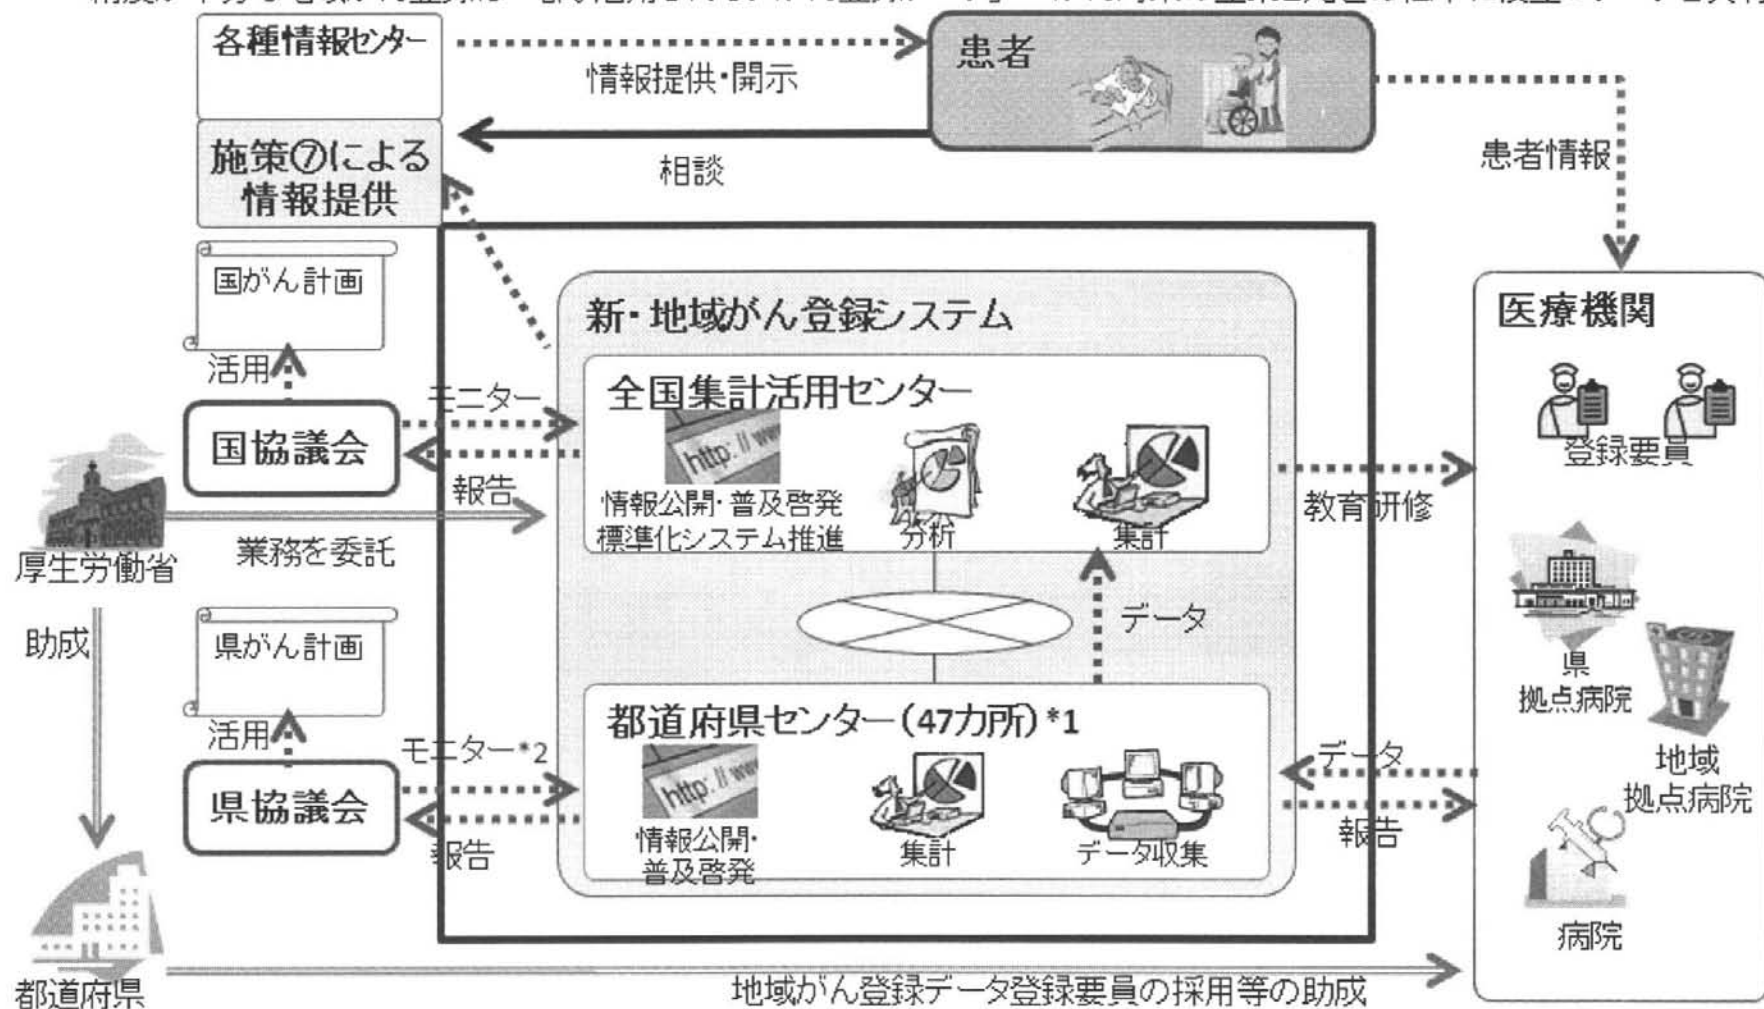 各種情報センター
情報提供・開示
患者
相談
患者情報
施策⑦による
情報提供
国がん計画
活用
国協議会
モニター
報告
厚生労働省
業務を委託
助成
県がん計画
活用
県協議会
モニター*2
報告
都道府県
新・地域がん登録システム
全国集計活用センター
http://www
情報公開・普及啓発
標準化システム推進
分析
集計
データ
都道府県センター(47カ所)*1
http://www
情報公開・
普及啓発
集計
データ収集
教育研修
データ
報告
医療機関
登録要員
県
拠点病院
地域
拠点病院
病院
地域がん登録データ登録要員の採用等の助成